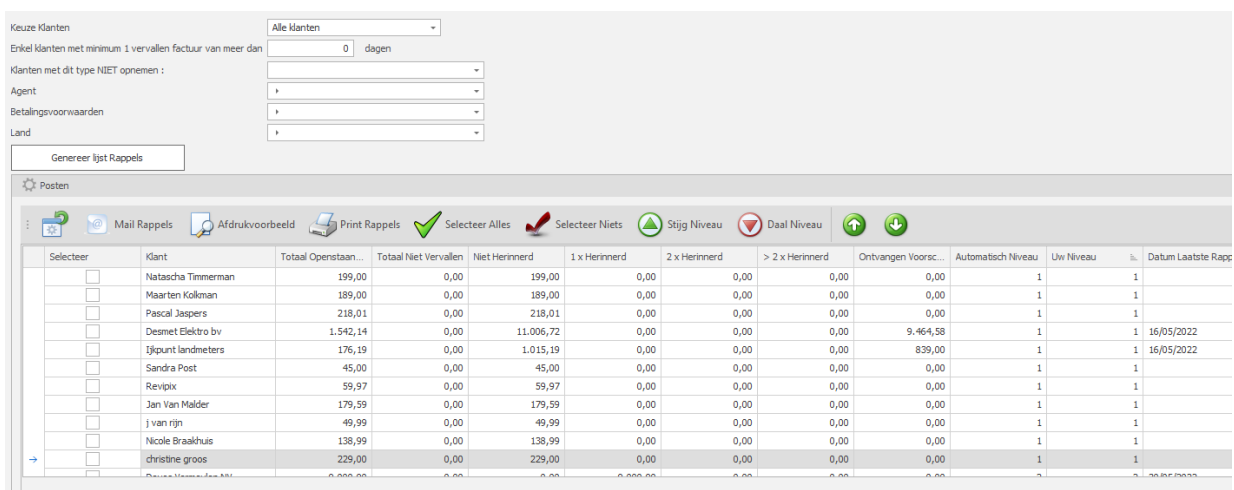 Keuze Klanten Alle klanten
Enkel klanten met minimum 1 vervallen factuur van meer dan 0 dagen
Klanten met dit type NIET opnemen :
Agent
Betalingsvoorwaarden
Land
Genereer lijst Rappels
Posten
Mail Rappels Afdrukvoorbeeld Print Rappels Selecteer Alles Selecteer Niets Stijg Niveau Daal Niveau
Selecteer Klant Totaal Openstaan... Totaal Niet Vervallen Niet Herinnerd 1 x Herinnerd 2 x Herinnerd > 2 x Herinnerd Ontvangen Voorsc... Automatisch Niveau Uw Niveau Datum Laatste Rapp
Natascha Timmerman 199,00 0,00 199,00 0,00 0,00 0,00 0,00 1 1
Maarten Kolkman 189,00 0,00 189,00 0,00 0,00 0,00 0,00 1 1
Pascal Jaspers 218,01 0,00 218,01 0,00 0,00 0,00 0,00 1 1
Desmet Elektro bv 1.542,14 0,00 11.006,72 0,00 0,00 0,00 9.464,58 1 1 16/05/2022
Ijkpunt landmeters 176,19 0,00 1.015,19 0,00 0,00 0,00 839,00 1 1 16/05/2022
Sandra Post 45,00 0,00 45,00 0,00 0,00 0,00 0,00 1 1
Revipix 59,97 0,00 59,97 0,00 0,00 0,00 0,00 1 1
Jan Van Malder 179,59 0,00 179,59 0,00 0,00 0,00 0,00 1 1
j van rijn 49,99 0,00 49,99 0,00 0,00 0,00 0,00 1 1
Nicole Braakhuis 138,99 0,00 138,99 0,00 0,00 0,00 0,00 1 1
christine groos 229,00 0,00 229,00 0,00 0,00 0,00 0,00 1 1